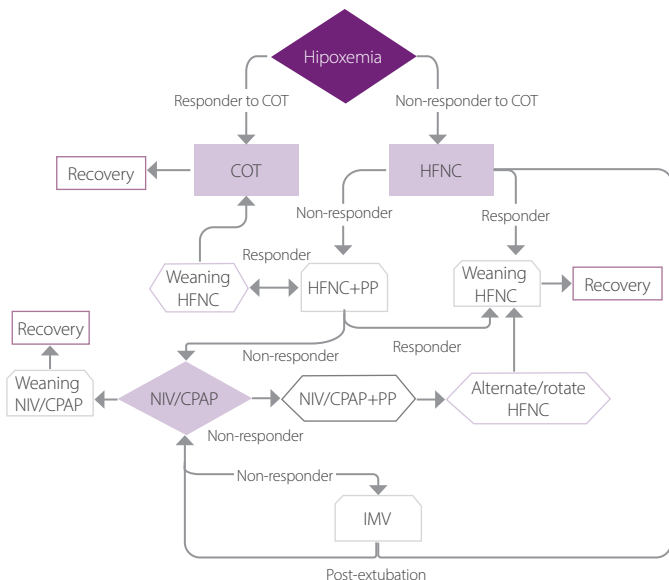 Hipoxemia
Responder to COT
Non-responder to COT
Recovery
COT
HFNC
Non-responder
Responder
Weaning
HFNC
Responder
HFNC+PP
Weaning
HFNC
Recovery
Recovery
Non-responder
Responder
Weaning
NIV/CPAP
NIV/CPAP
NIV/CPAP+PP
Alternate/rotate
HFNC
Non-responder
Non-responder
IMV
Post-extubation